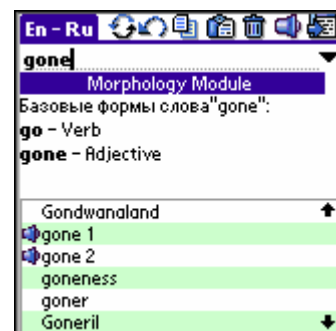 En - Ru
gone
Morphology Module
Базовые формы слова"gone":
go - Verb
gone - Adjective
Gondwanaland
gone 1
gone 2
goneness
goner
Goneril